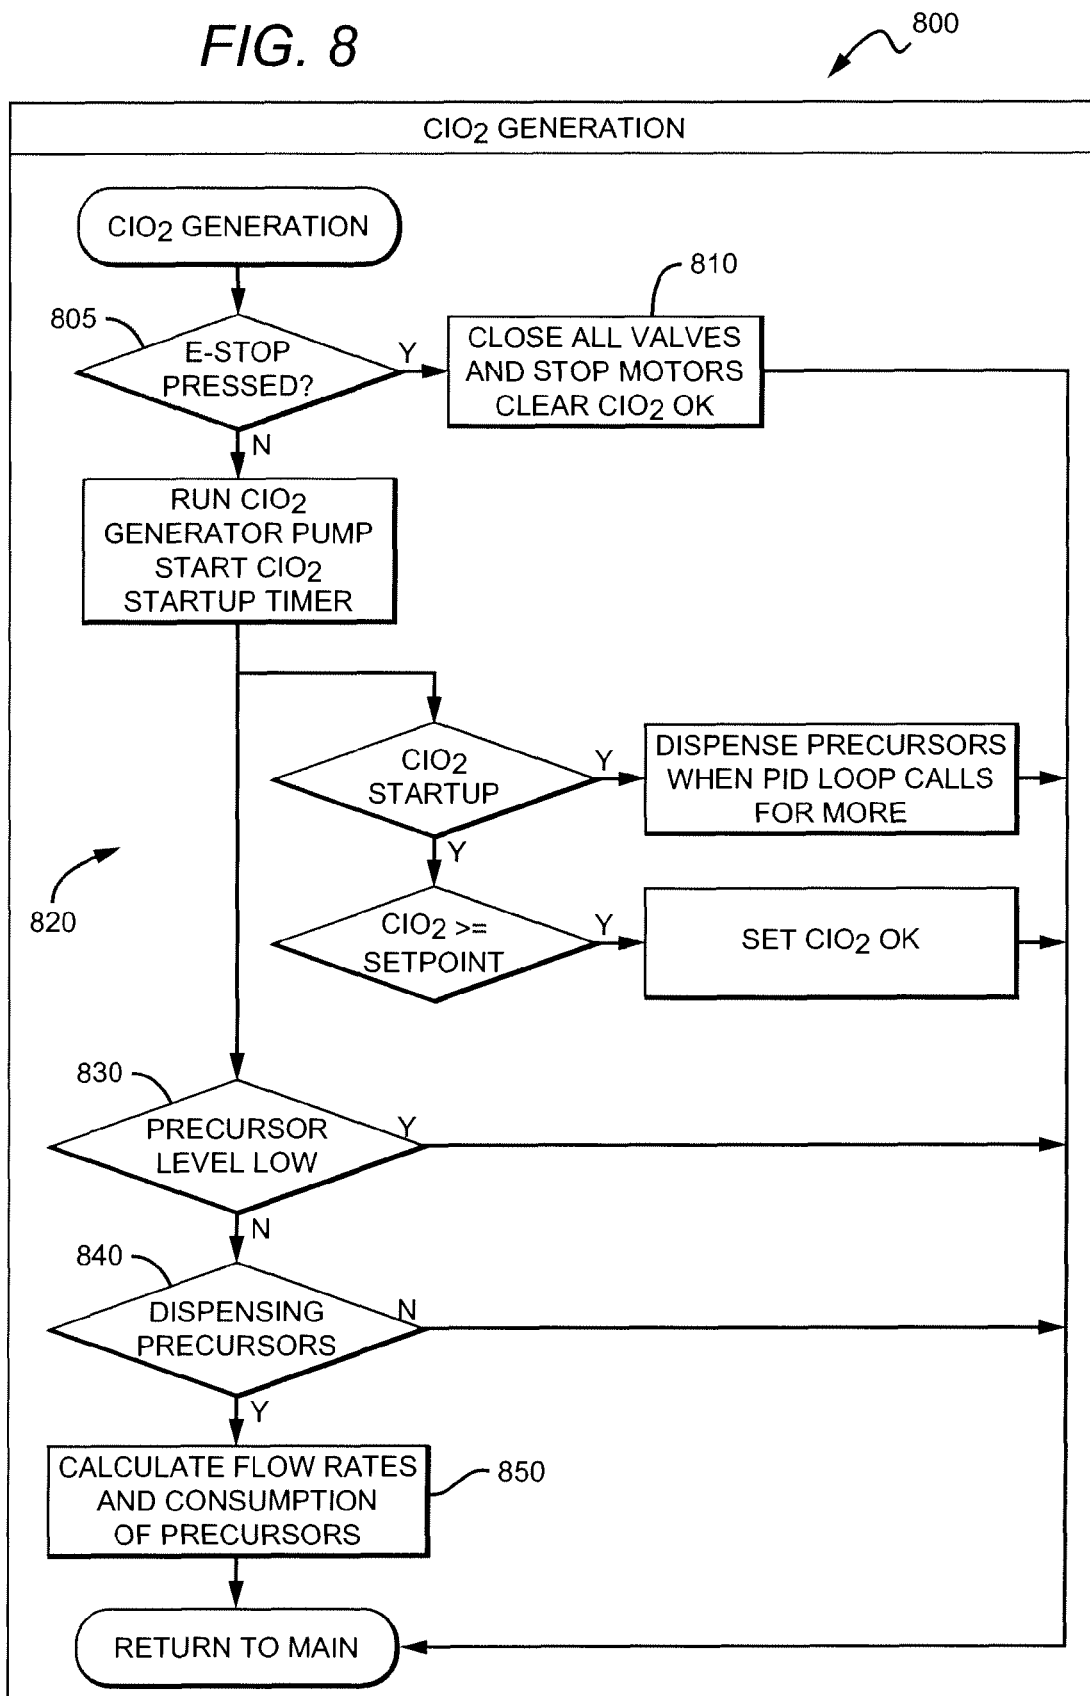 FIG. 8
800
ClO2 GENERATION
ClO2 GENERATION
805
E-STOP
PRESSED?
Y
N
810
CLOSE ALL VALVES
AND STOP MOTORS
CLEAR ClO2 OK
RUN ClO2
GENERATOR PUMP
START ClO2
STARTUP TIMER
ClO2
STARTUP
Y
Y
DISPENSE PRECURSORS
WHEN PID LOOP CALLS
FOR MORE
820
ClO2 >=
SETPOINT
Y
SET ClO2 OK
830
PRECURSOR
LEVEL LOW
Y
N
840
DISPENSING
PRECURSORS
N
Y
CALCULATE FLOW RATES
AND CONSUMPTION
OF PRECURSORS
850
RETURN TO MAIN